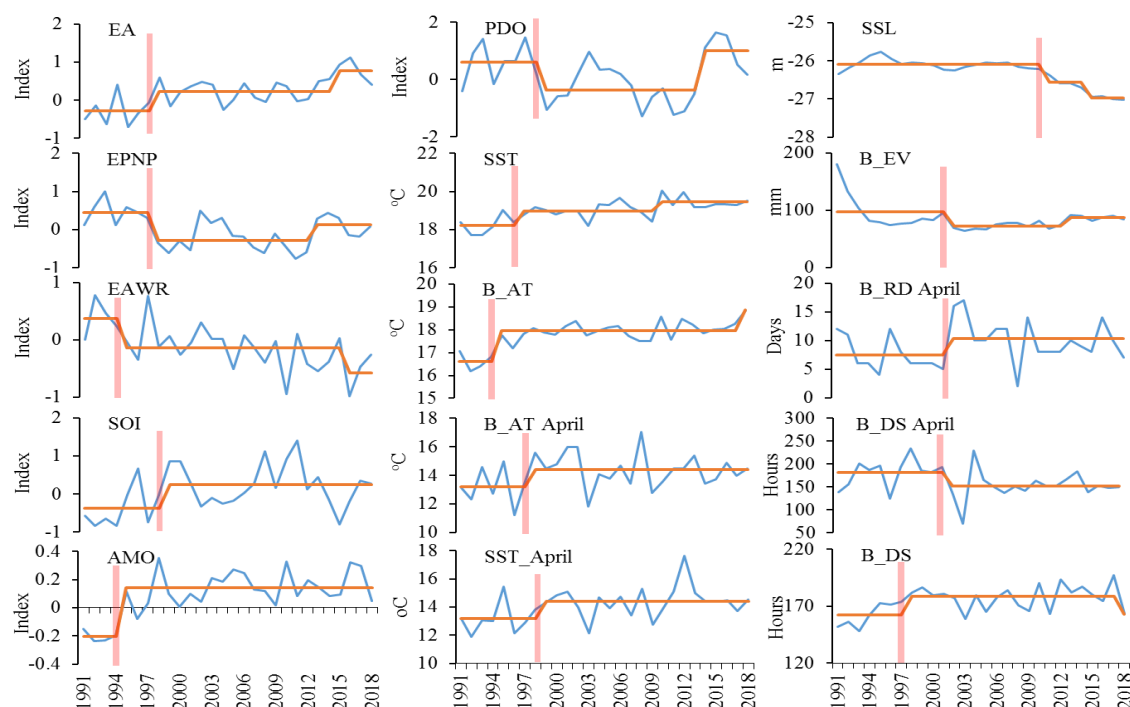 EA
2
1
0
-1
Index
PDO
2
0
2
Index
SSL
-25
-26
-27
-28
m
EPNP
2
1
0
-1
Index
SST
22
20
18
16
°C
B_EV
200
100
0
mm
EAWR
1
0
-1
Index
B_AT
20
19
18
17
16
15
°C
B_RD April
20
15
10
5
0
Days
SOI
2
1
0
-1
Index
B_AT April
18
16
14
12
10
°C
B_DS April
300
250
200
150
100
50
Hours
AMO
0.4
0.2
0
-0.2
-0.4
Index
SST_April
18
16
14
12
10
oC
B_DS
220
170
120
Hours
1991 1994 1997 2000 2003 2006 2009 2012 2015 2018
1991 1994 1997 2000 2003 2006 2009 2012 2015 2018
1991 1994 1997 2000 2003 2006 2009 2012 2015 2018